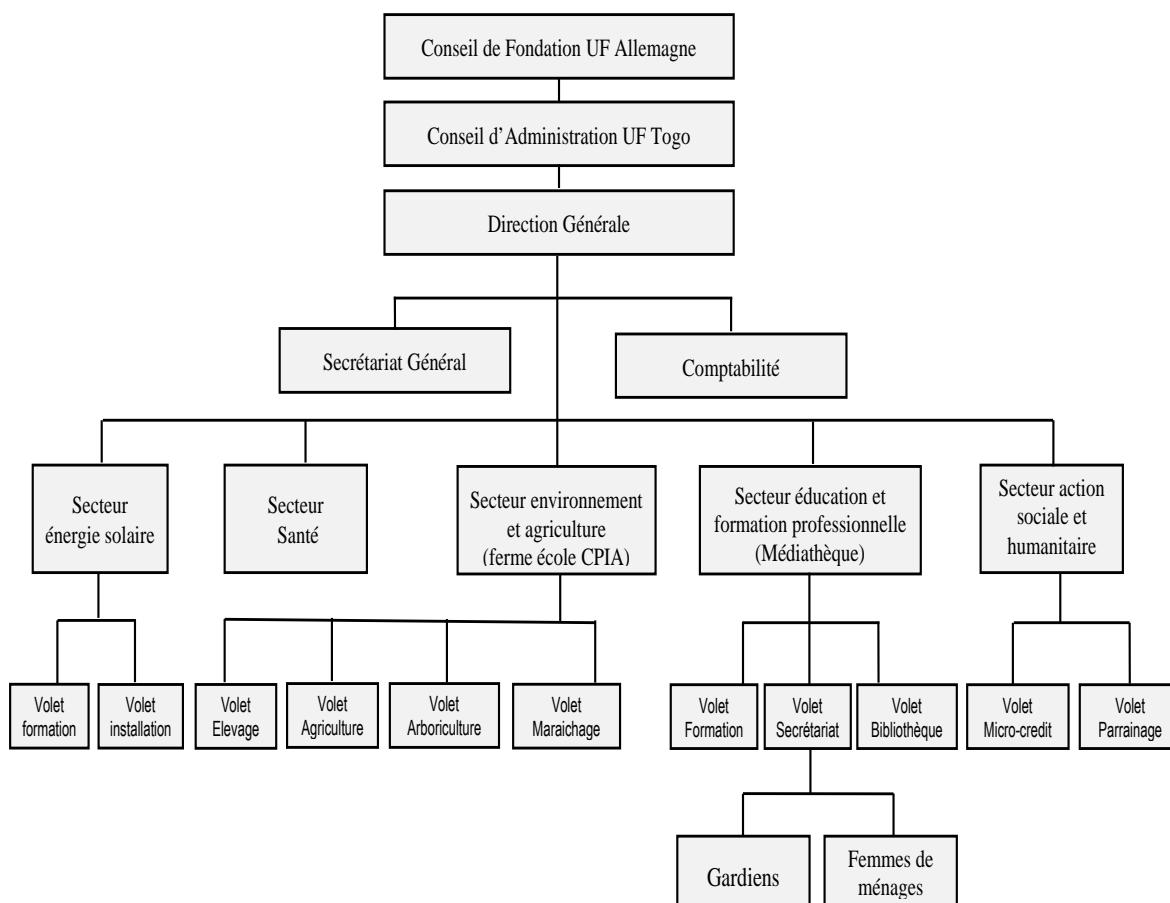 Conseil de Fondation UF Allemagne
Conseil d’Administration UF Togo
Direction Générale
Secrétariat Général
Comptabilité
Secteur
énergie solaire
Secteur
Santé
Secteur environnement
et agriculture
(ferme école CPIA)
Secteur éducation et
formation professionnelle
(Médiathèque)
Secteur action
sociale et
humanitaire
Volet
formation
Volet
installation
Volet
Elevage
Volet
Agriculture
Volet
Arboriculture
Volet
Maraichage
Volet
Formation
Volet
Secrétariat
Volet
Bibliothèque
Volet
Micro-credit
Volet
Parrainage
Gardiens
Femmes de
ménages